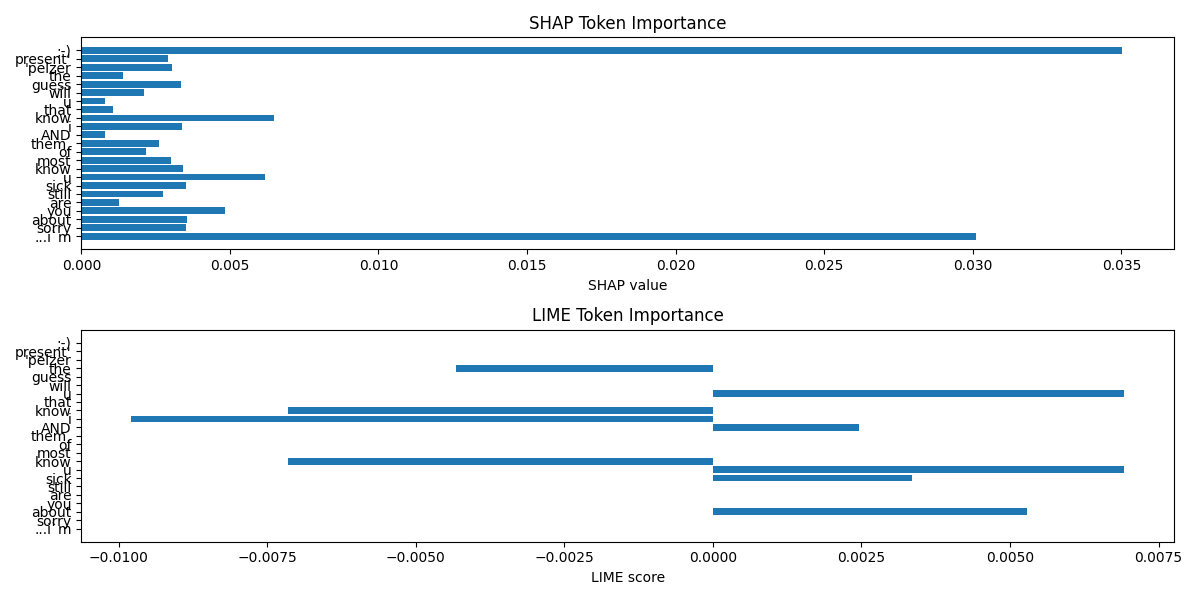 SHAP Token Importance
:-)
present
pelzer
the
guess
will
u
that
know
i
AND
them
of
most
know
u
sick
still
are
you
about
sorry
...i m
0.000 0.005 0.010 0.015 0.020 0.025 0.030 0.035
SHAP value
LIME Token Importance
:-)
present
pelzer
the
guess
will
u
that
know
i
AND
them
of
most
know
u
sick
still
are
you
about
sorry
...i m
−0.0100 −0.0075 −0.0050 −0.0025 0.0000 0.0025 0.0050 0.0075
LIME score